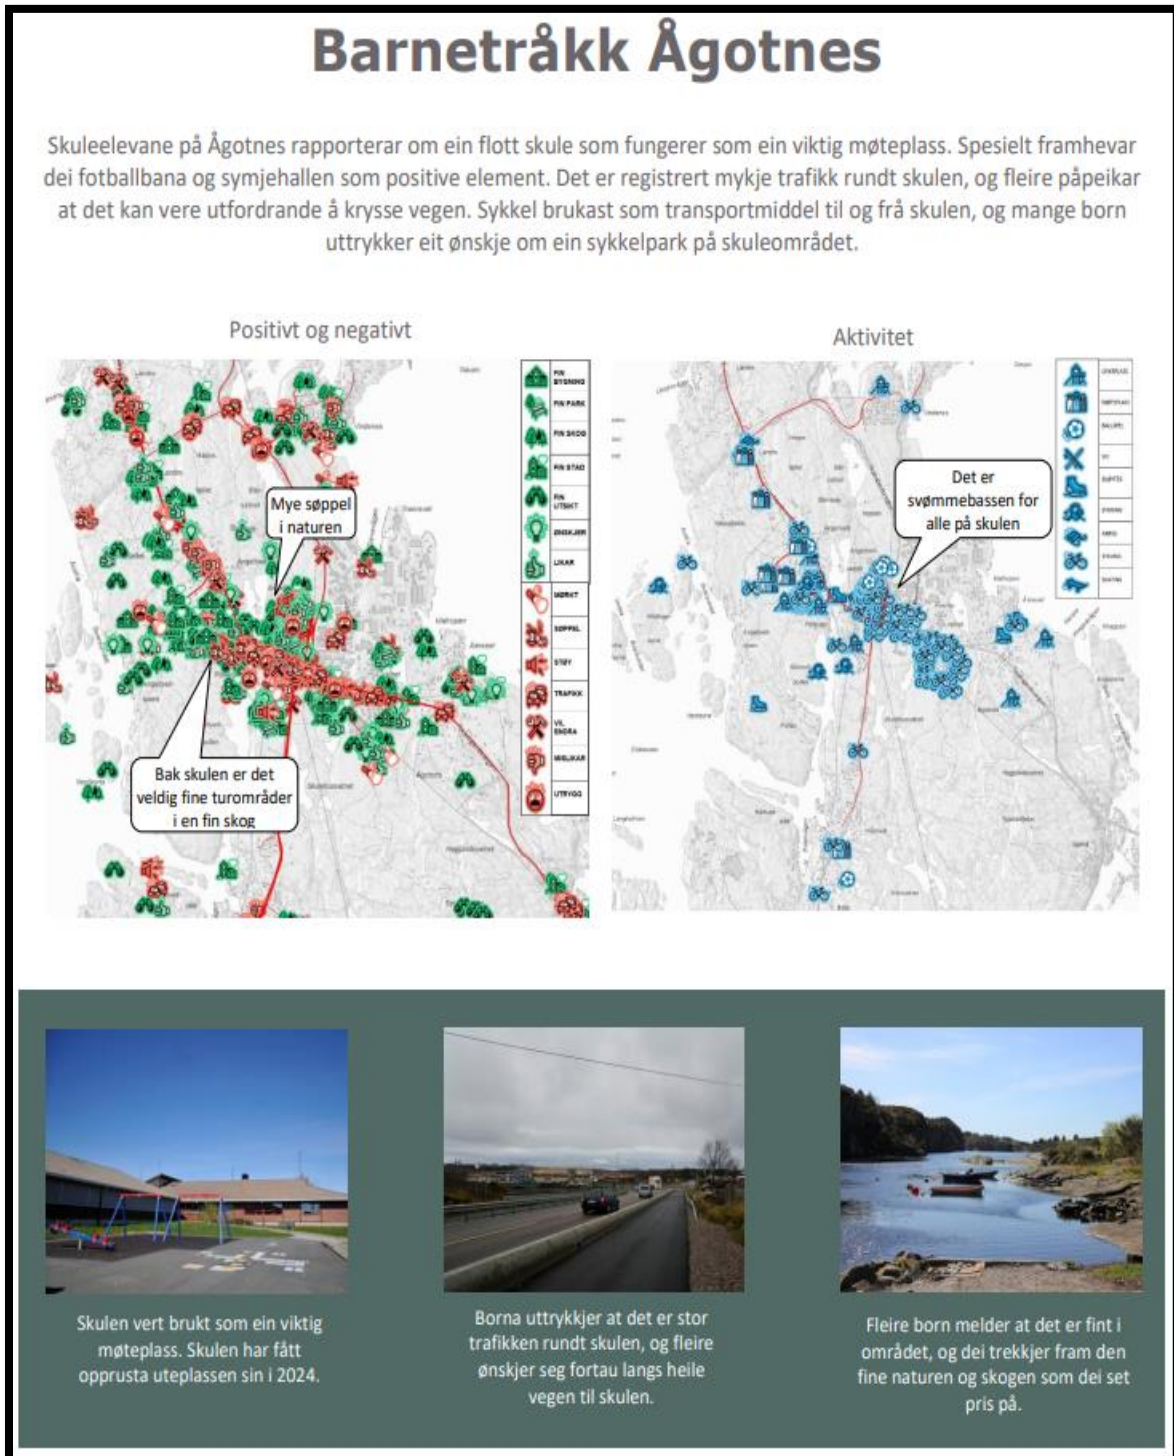 Barnetråkk Ågotnes
Skuleelevane på Ågotnes rapporterar om ein flott skule som fungerer som ein viktig møteplass. Spesielt framhevar
dei fotballbana og symjehallen som positive element. Det er registrert mykje trafikk rundt skulen, og fleire påpeikar
at det kan vere utfordrande å krysse vegen. Sykkel brukast som transportmiddel til og frå skulen, og mange born
uttrykker eit ønskje om ein sykkelpark på skuleområdet.
Positivt og negativt
FIN
BYGNING
FIN PARK
FIN SKOG
FIN STAD
FIN
UTSIKT
ØNSKJER
LIKAR
MØRKT
SØPPEL
STØY
TRAFIKK
VIL
ENDRA
MISLIKAR
UTRYGG
Mye søppel
i naturen
Bak skulen er det
veldig fine turområder
i en fin skog
Aktivitet
Det er
svømmebassen for
alle på skulen
Skulen vert brukt som ein viktig
møteplass. Skulen har fått
opprusta uteplassen sin i 2024.
Borna uttrykkjer at det er stor
trafikken rundt skulen, og fleire
ønskjer seg fortau langs heile
vegen til skulen.
Fleire born melder at det er fint i
området, og dei trekkjer fram den
fine naturen og skogen som dei set
pris på.